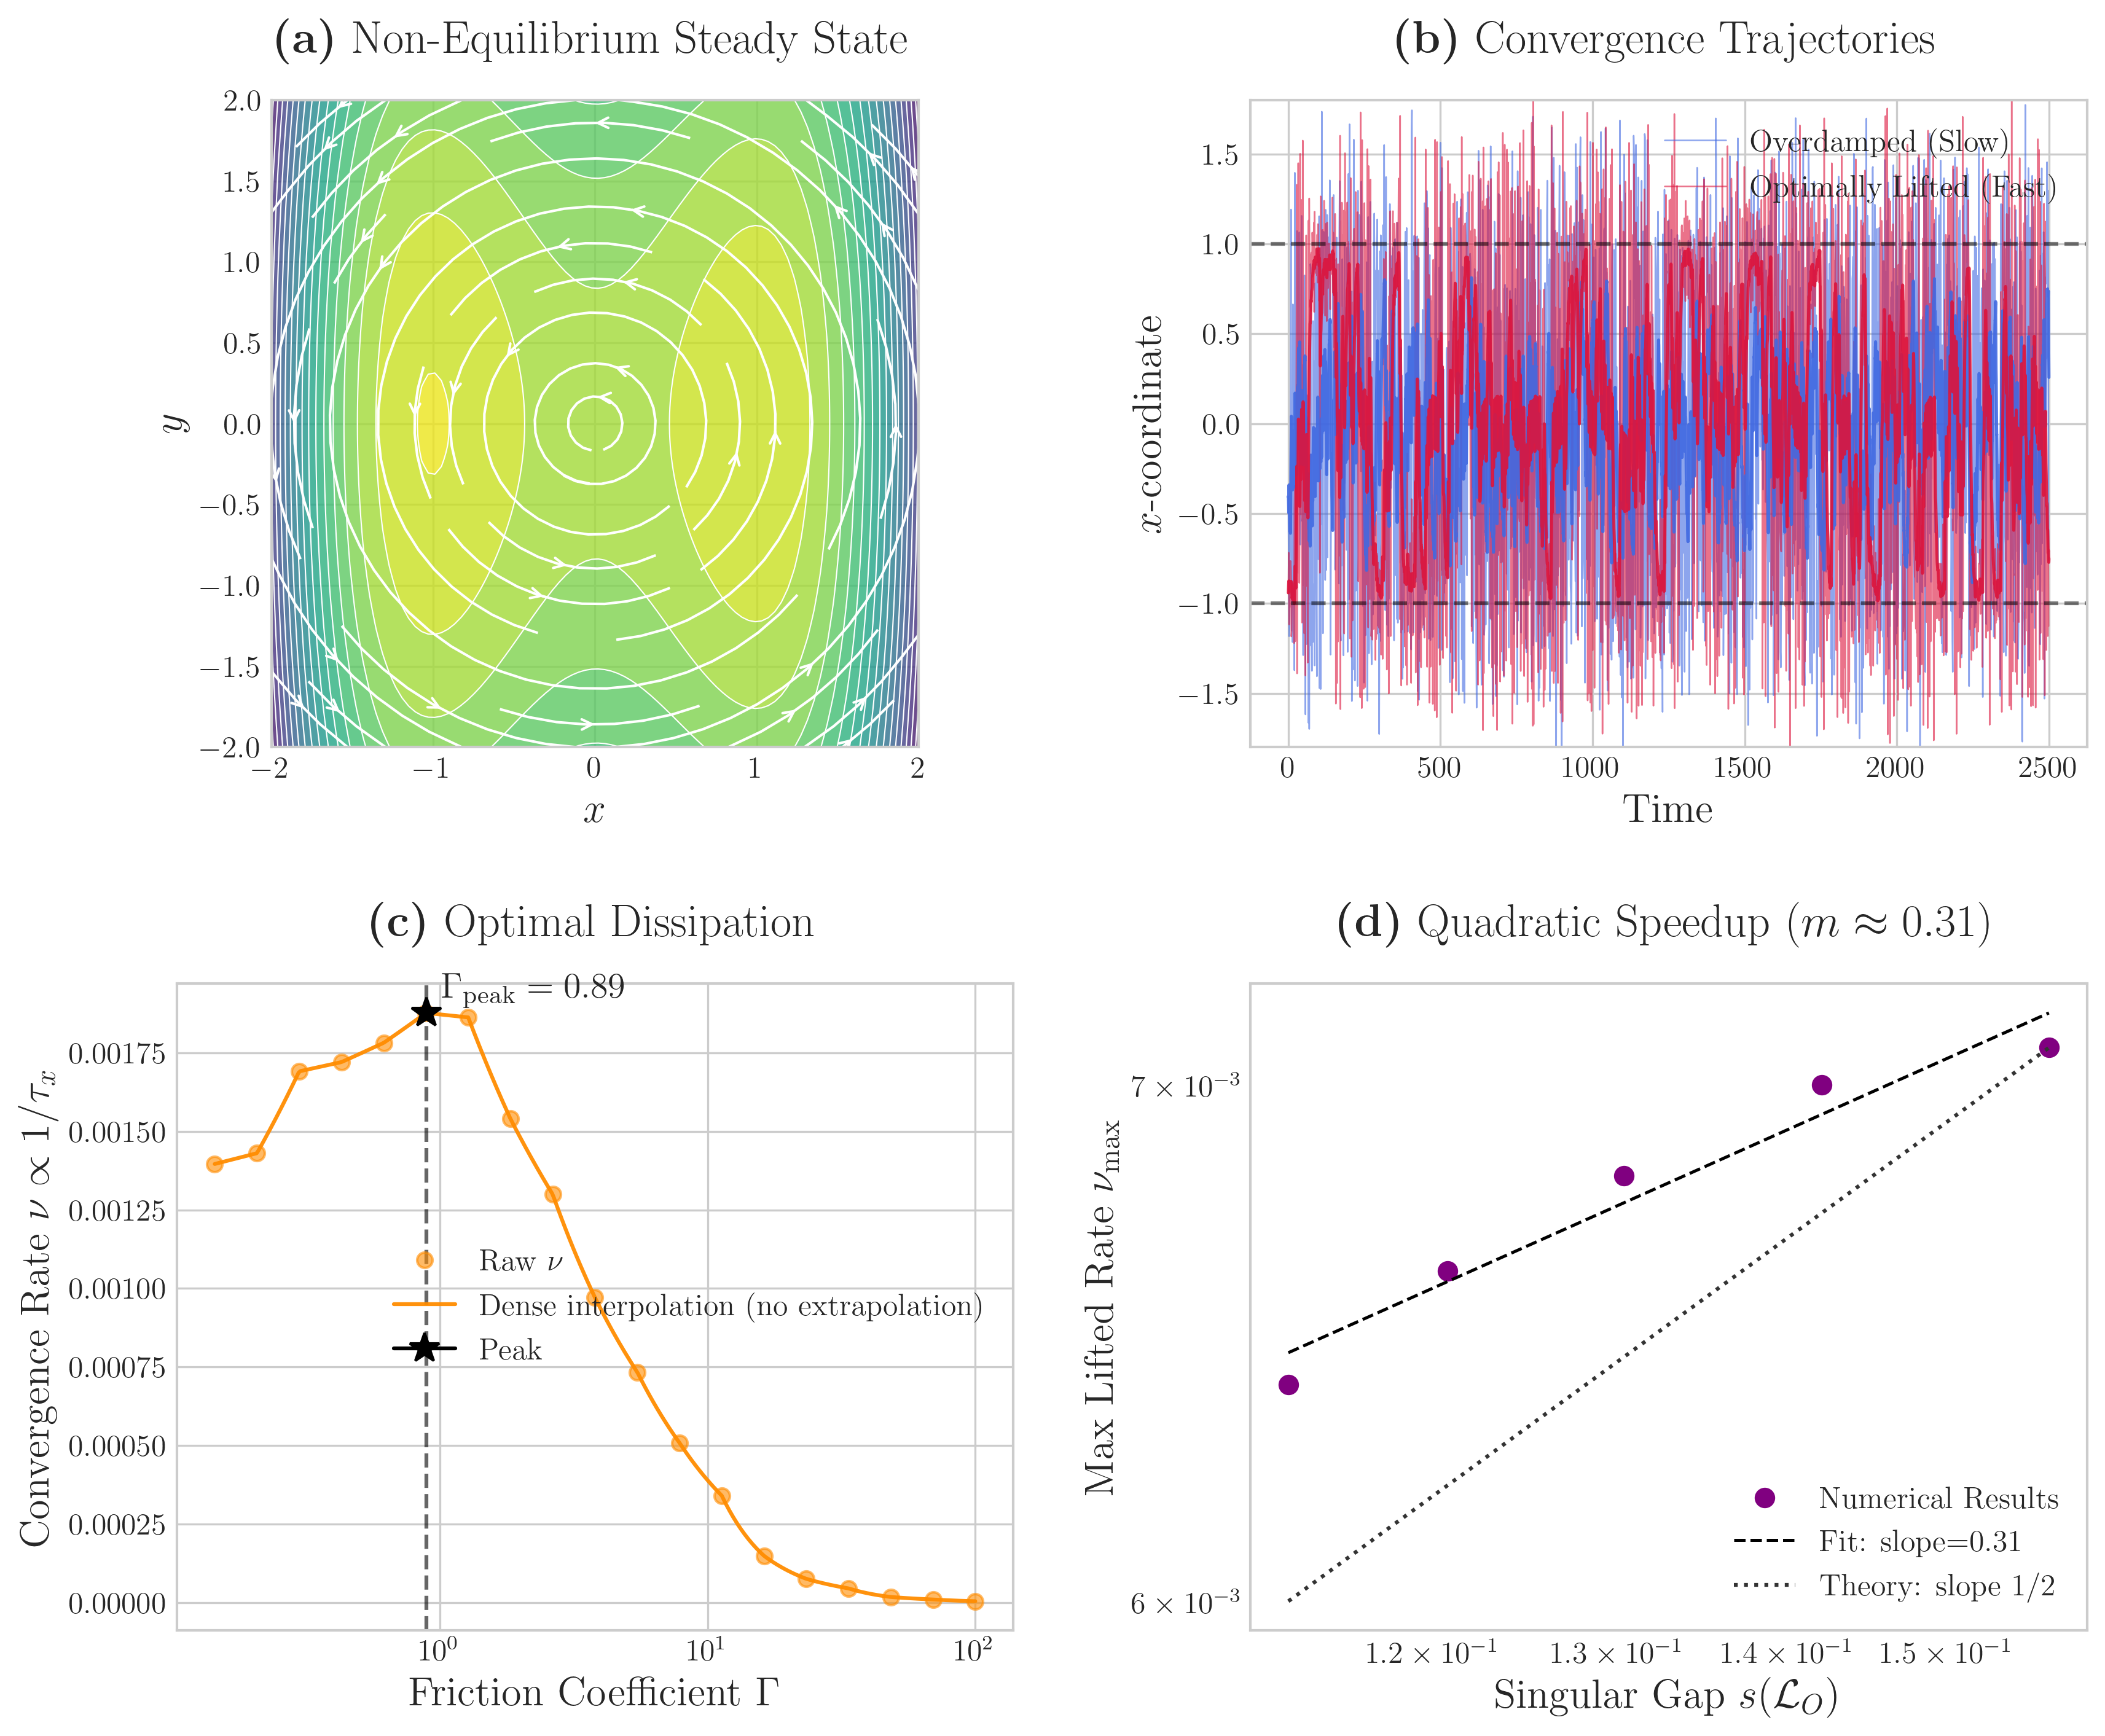 (a) Non-Equilibrium Steady State
2.0
1.5
1.0
0.5
0.0
−0.5
−1.0
−1.5
−2.0
y
−2
−1
0
1
2
x
(b) Convergence Trajectories
Overdamped (Slow)
Optimally Lifted (Fast)
1.5
1.0
0.5
0.0
−0.5
−1.0
−1.5
x-coordinate
0
500
1000
1500
2000
2500
Time
(c) Optimal Dissipation
Γpeak = 0.89
0.00175
0.00150
0.00125
0.00100
0.00075
0.00050
0.00025
0.00000
Convergence Rate ν ∝ 1/τx
Raw ν
Dense interpolation (no extrapolation)
Peak
10⁰
10¹
10²
Friction Coefficient Γ
(d) Quadratic Speedup (m ≈ 0.31)
7 × 10⁻³
6 × 10⁻³
Max Lifted Rate νmax
Numerical Results
Fit: slope=0.31
Theory: slope 1/2
1.2 × 10⁻¹
1.3 × 10⁻¹
1.4 × 10⁻¹
1.5 × 10⁻¹
Singular Gap s(𝓛O)